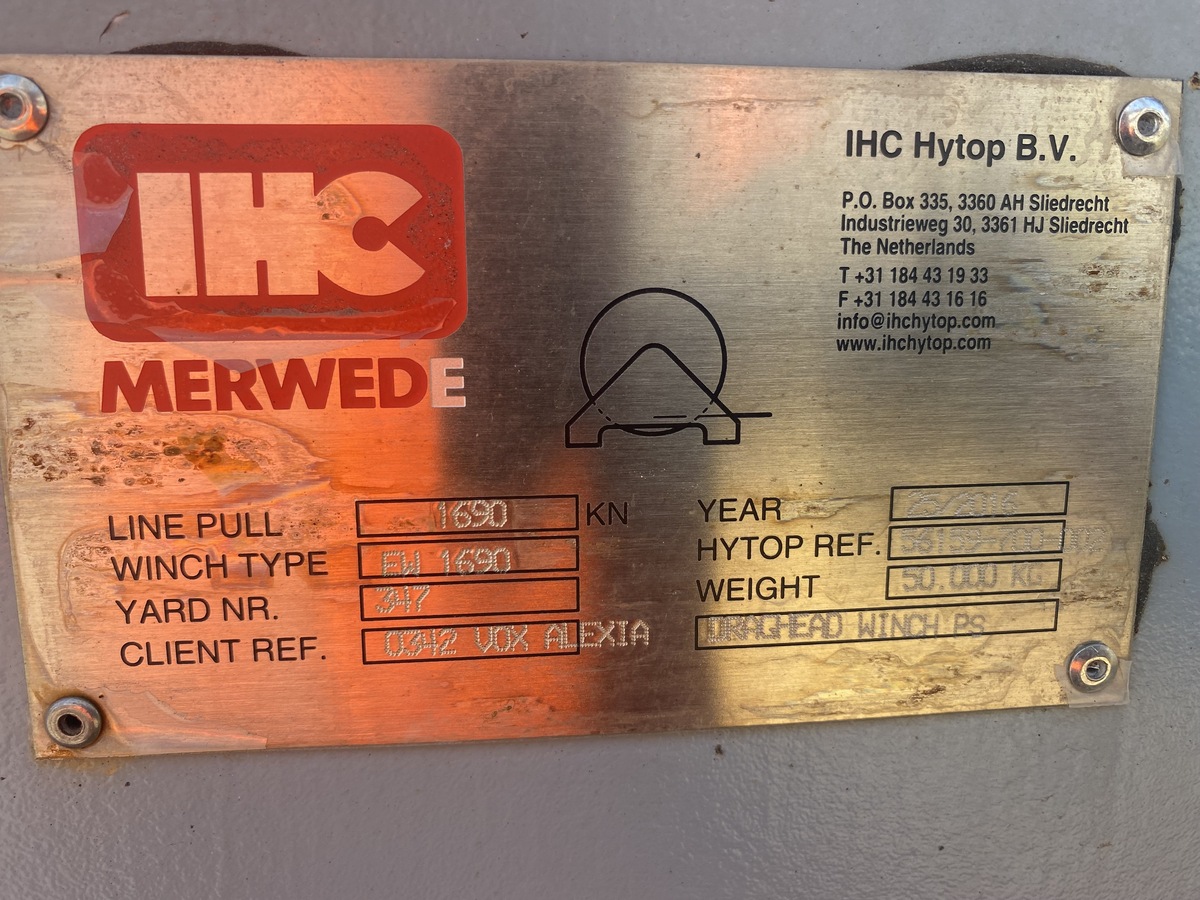 IHC
MERWEDE
IHC Hytop B.V.
P.O. Box 335, 3360 AH Sliedrecht
Industrieweg 30, 3361 HJ Sliedrecht
The Netherlands
T +31 184 43 19 33
F +31 184 43 16 16
info@ihchytop.com
www.ihchytop.com
LINE PULL 1690 KN
WINCH TYPE EW 1690
YARD NR. 347
CLIENT REF. 0342 VOX ALEXIA
YEAR
HYTOP REF.
WEIGHT 50.000 KG
DRAGHEAD WINCH PS